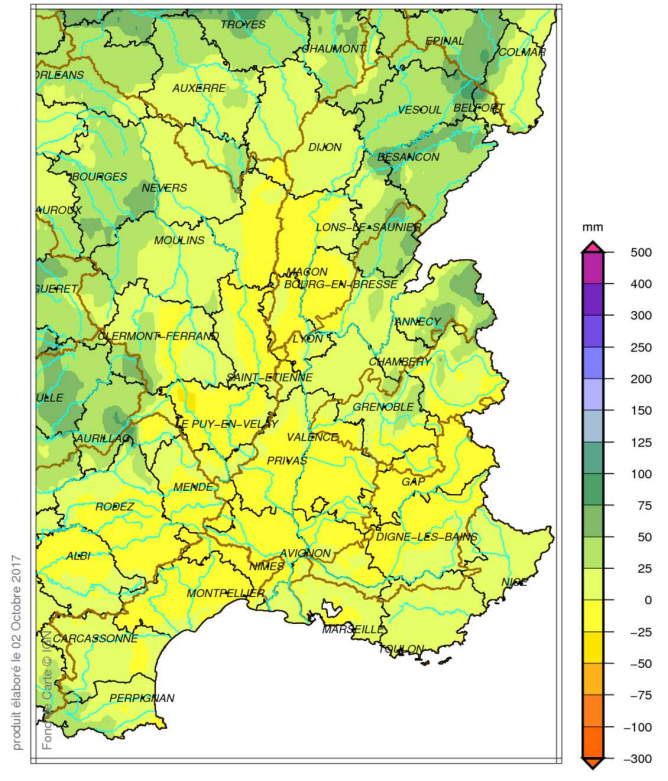 TROYES
CHAUMONT
EPINAL
COLMAR
ORLEANS
AUXERRE
VESOUL
BELFORT
DIJON
BESANCON
BOURGES
NEVERS
AUROUX
LONS-LE-SAUNIER
MOULINS
MACON
BOURG-EN-BRESSE
GUERET
ANNECY
CLERMONT-FERRAND
LYON
CHAMBERY
SAINT-ETIENNE
ULLE
GRENOBLE
LE PUY-EN-VELAY
AURILLAC
VALENCE
PRIVAS
GAP
MENDE
RODEZ
DIGNE-LES-BAINS
ALBI
AVIGNON
NIMES
NICE
MONTPELLIER
MARSEILLE
CARCASSONNE
TOULON
PERPIGNAN
mm
500
400
300
200
150
125
100
75
50
25
0
-25
-50
-75
-100
-300
produit élaboré le 02 Octobre 2017
Fond de Carte © IGN